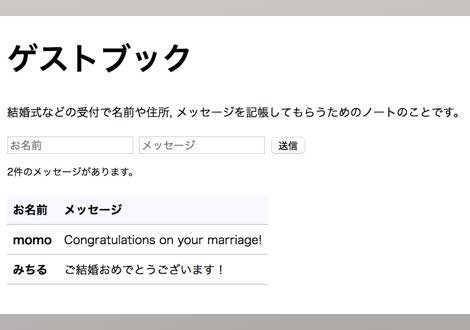 ゲストブック
結婚式などの受付で名前や住所, メッセージを記帳してもらうためのノートのことです。
お名前 メッセージ 送信
2件のメッセージがあります。
お名前 メッセージ
momo Congratulations on your marriage!
みちる ご結婚おめでとうございます！